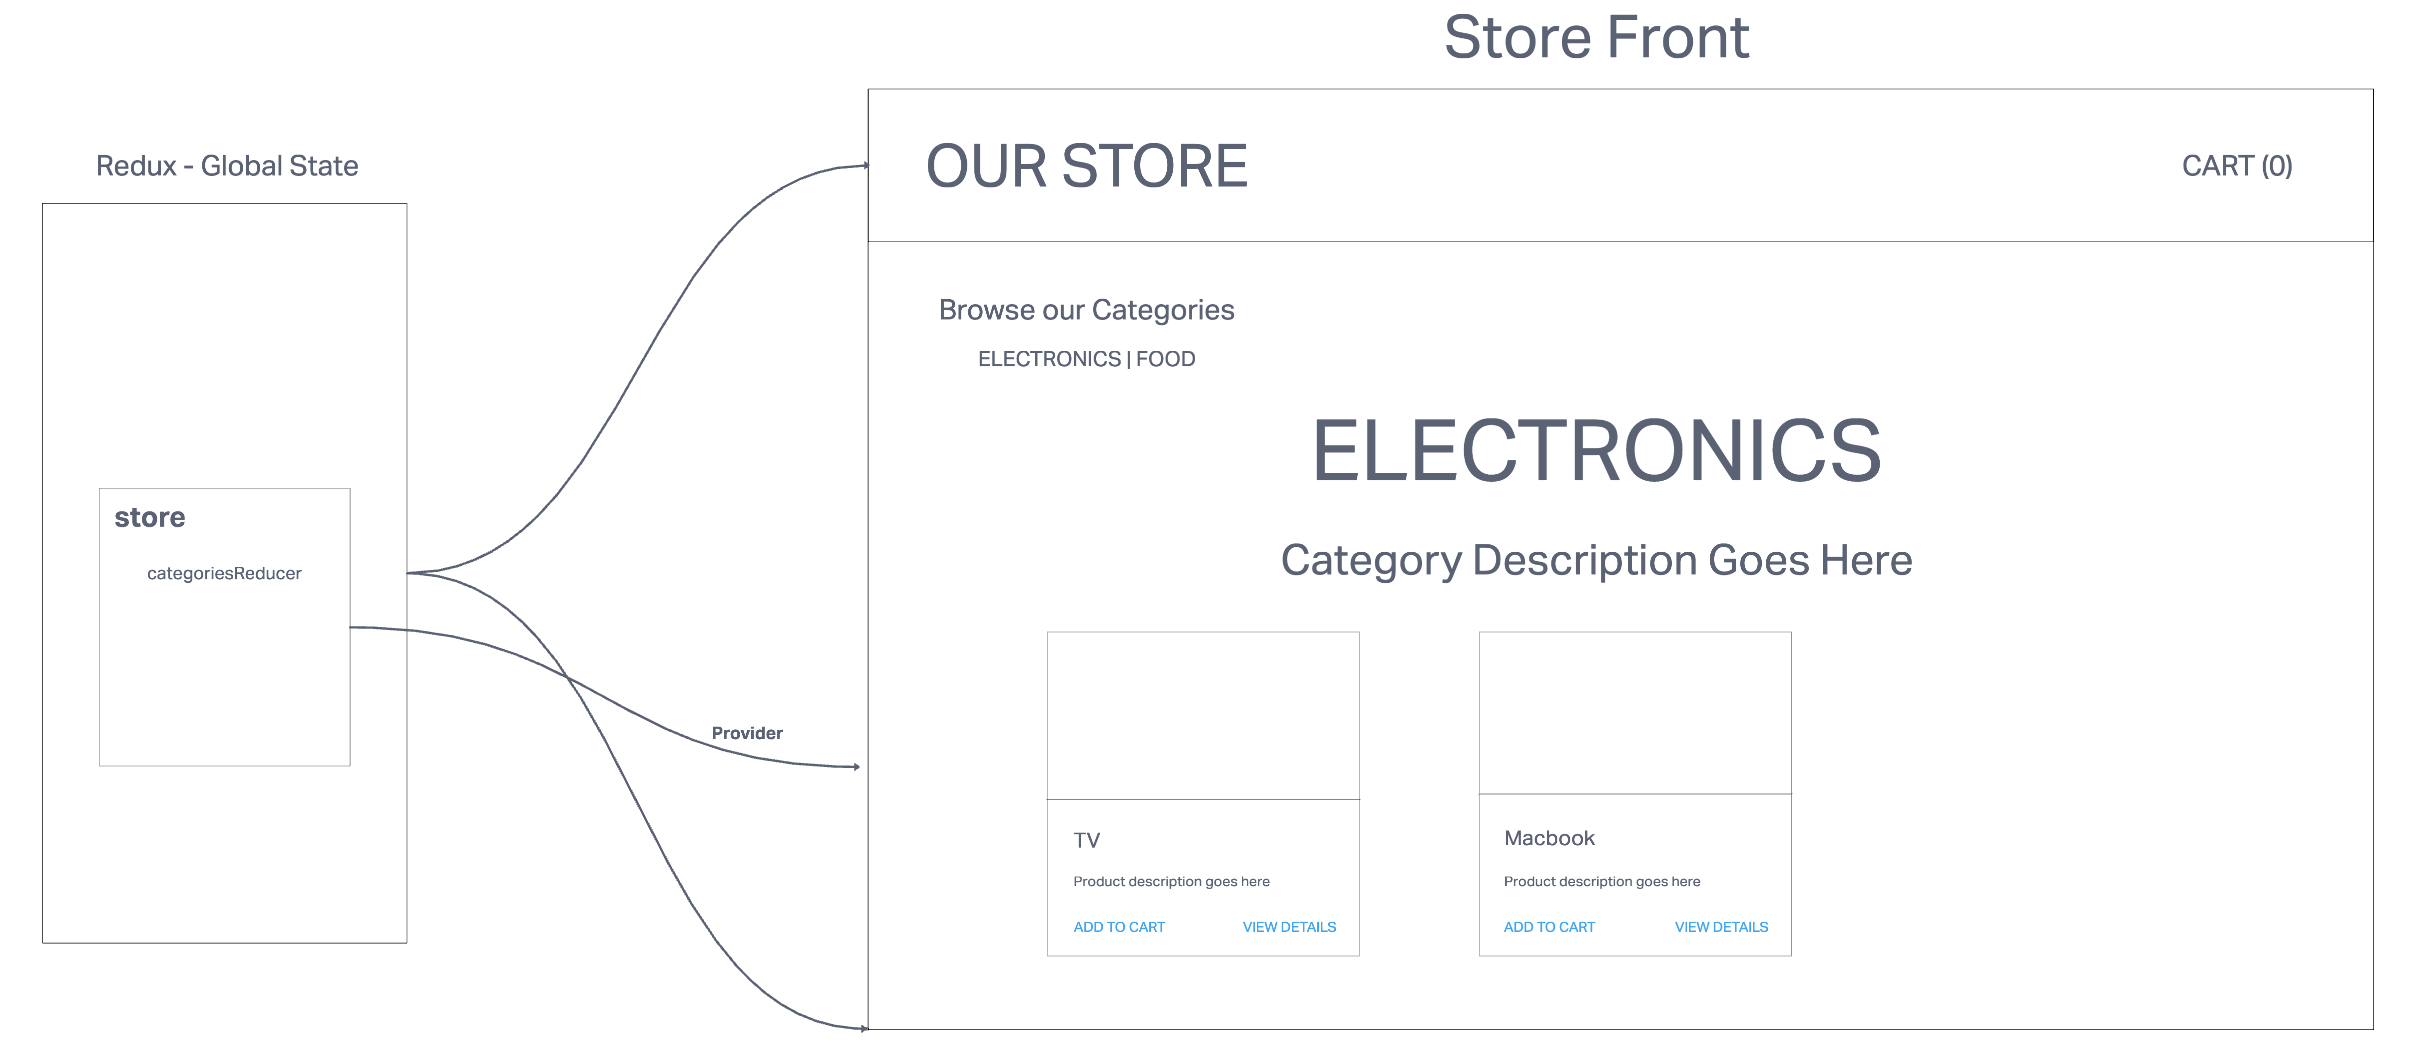 Store Front
Redux - Global State
OUR STORE
CART (0)
Browse our Categories
ELECTRONICS | FOOD
ELECTRONICS
store
categoriesReducer
Category Description Goes Here
Provider
TV
Product description goes here
ADD TO CART
VIEW DETAILS
Macbook
Product description goes here
ADD TO CART
VIEW DETAILS